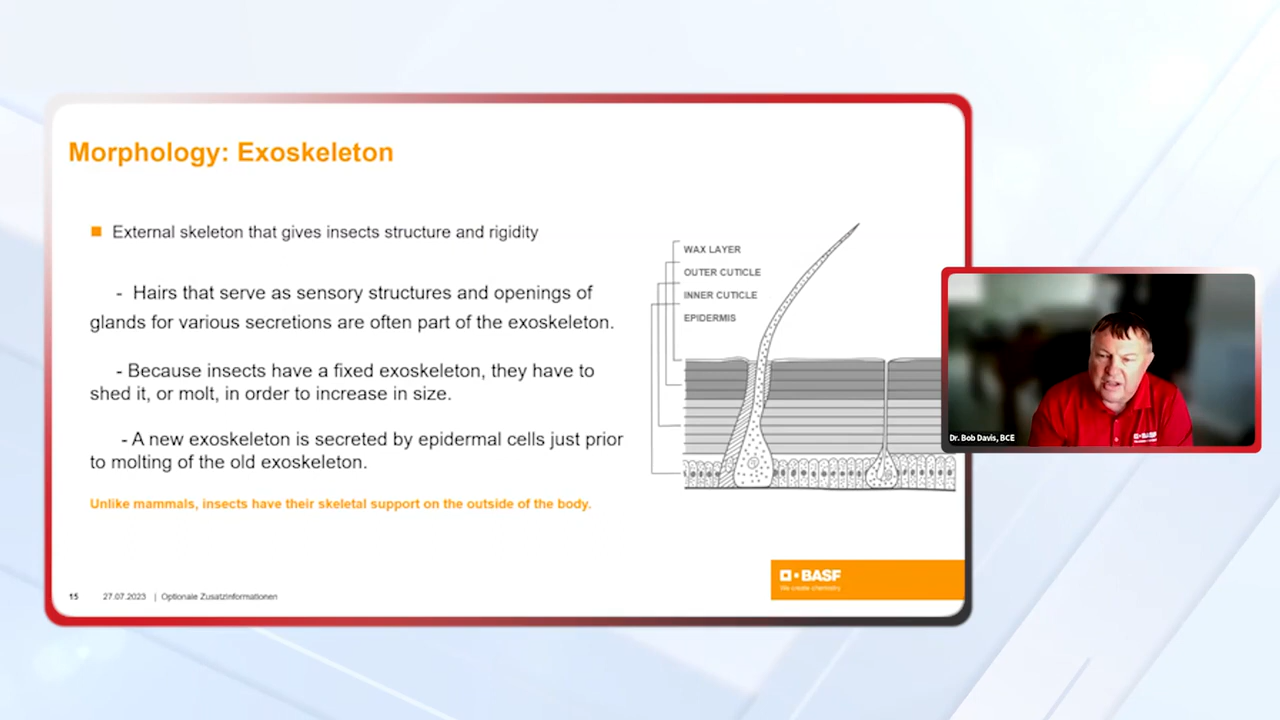 Morphology: Exoskeleton
External skeleton that gives insects structure and rigidity
- Hairs that serve as sensory structures and openings of
glands for various secretions are often part of the exoskeleton.
- Because insects have a fixed exoskeleton, they have to
shed it, or molt, in order to increase in size.
- A new exoskeleton is secreted by epidermal cells just prior
to molting of the old exoskeleton.
Unlike mammals, insects have their skeletal support on the outside of the body.
WAX LAYER
OUTER CUTICLE
INNER CUTICLE
EPIDERMIS
BASF
We create chemistry
15 27.07.2023 | Optionale Zusatzinformationen
Dr. Bob Davis, BCE
BASF